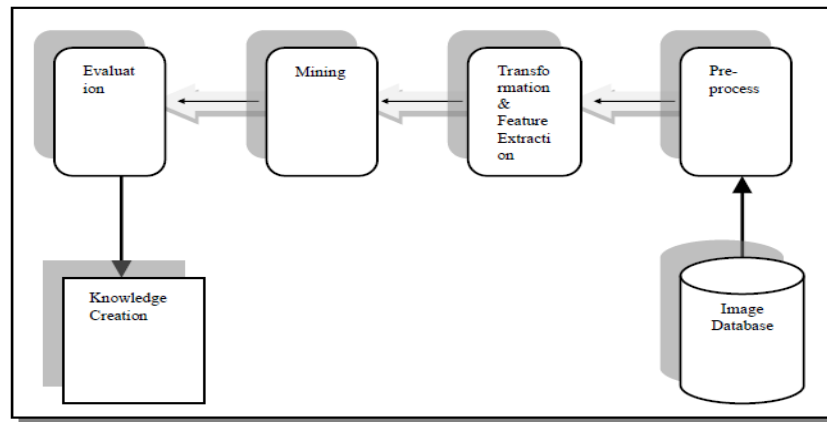 Evaluat
ion
Mining
Transfo
rmation
&
Feature
Extracti
on
Pre-
process
Knowledge
Creation
Image
Database